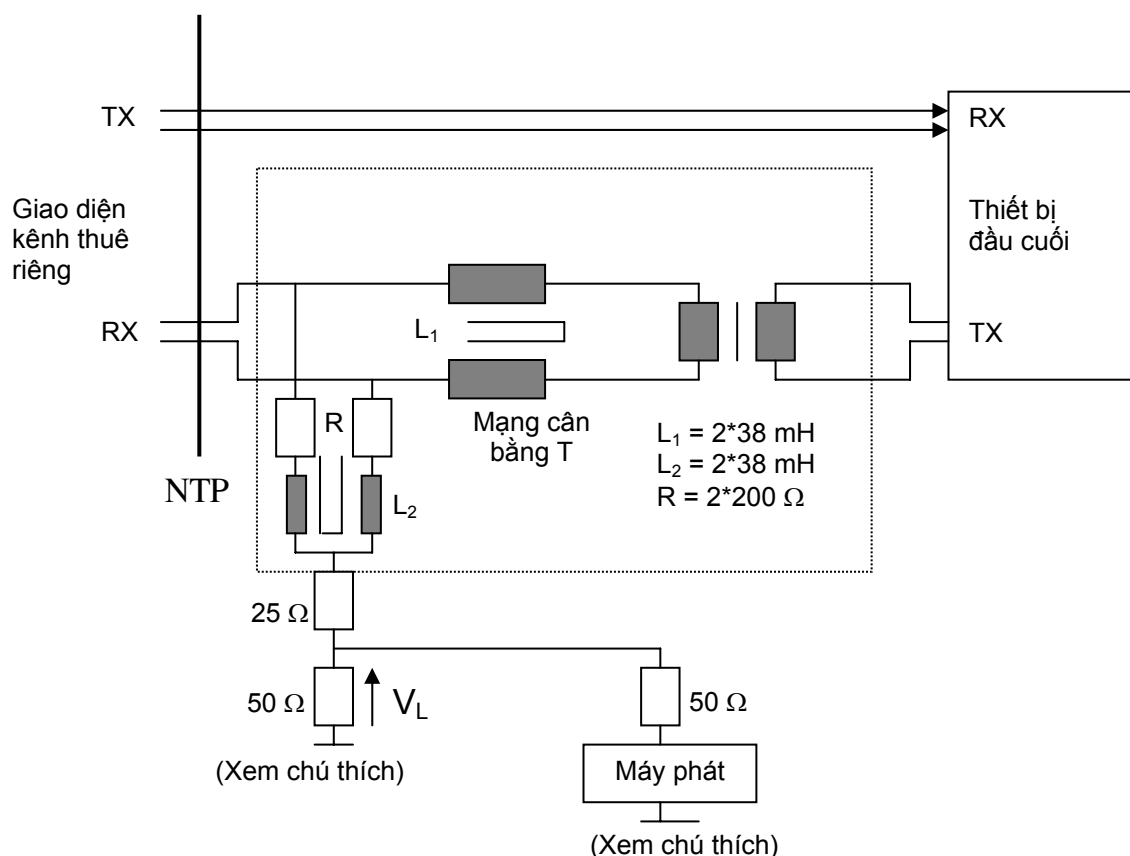 TX
RX
Giao diện
kênh thuê
riêng
Thiết bị
đầu cuối
RX
L₁
TX
Mạng cân
bằng T
R
L₁ = 2*38 mH
L₂ = 2*38 mH
R = 2*200 Ω
NTP
L₂
25 Ω
50 Ω
V_L
50 Ω
(Xem chú thích)
Máy phát
(Xem chú thích)